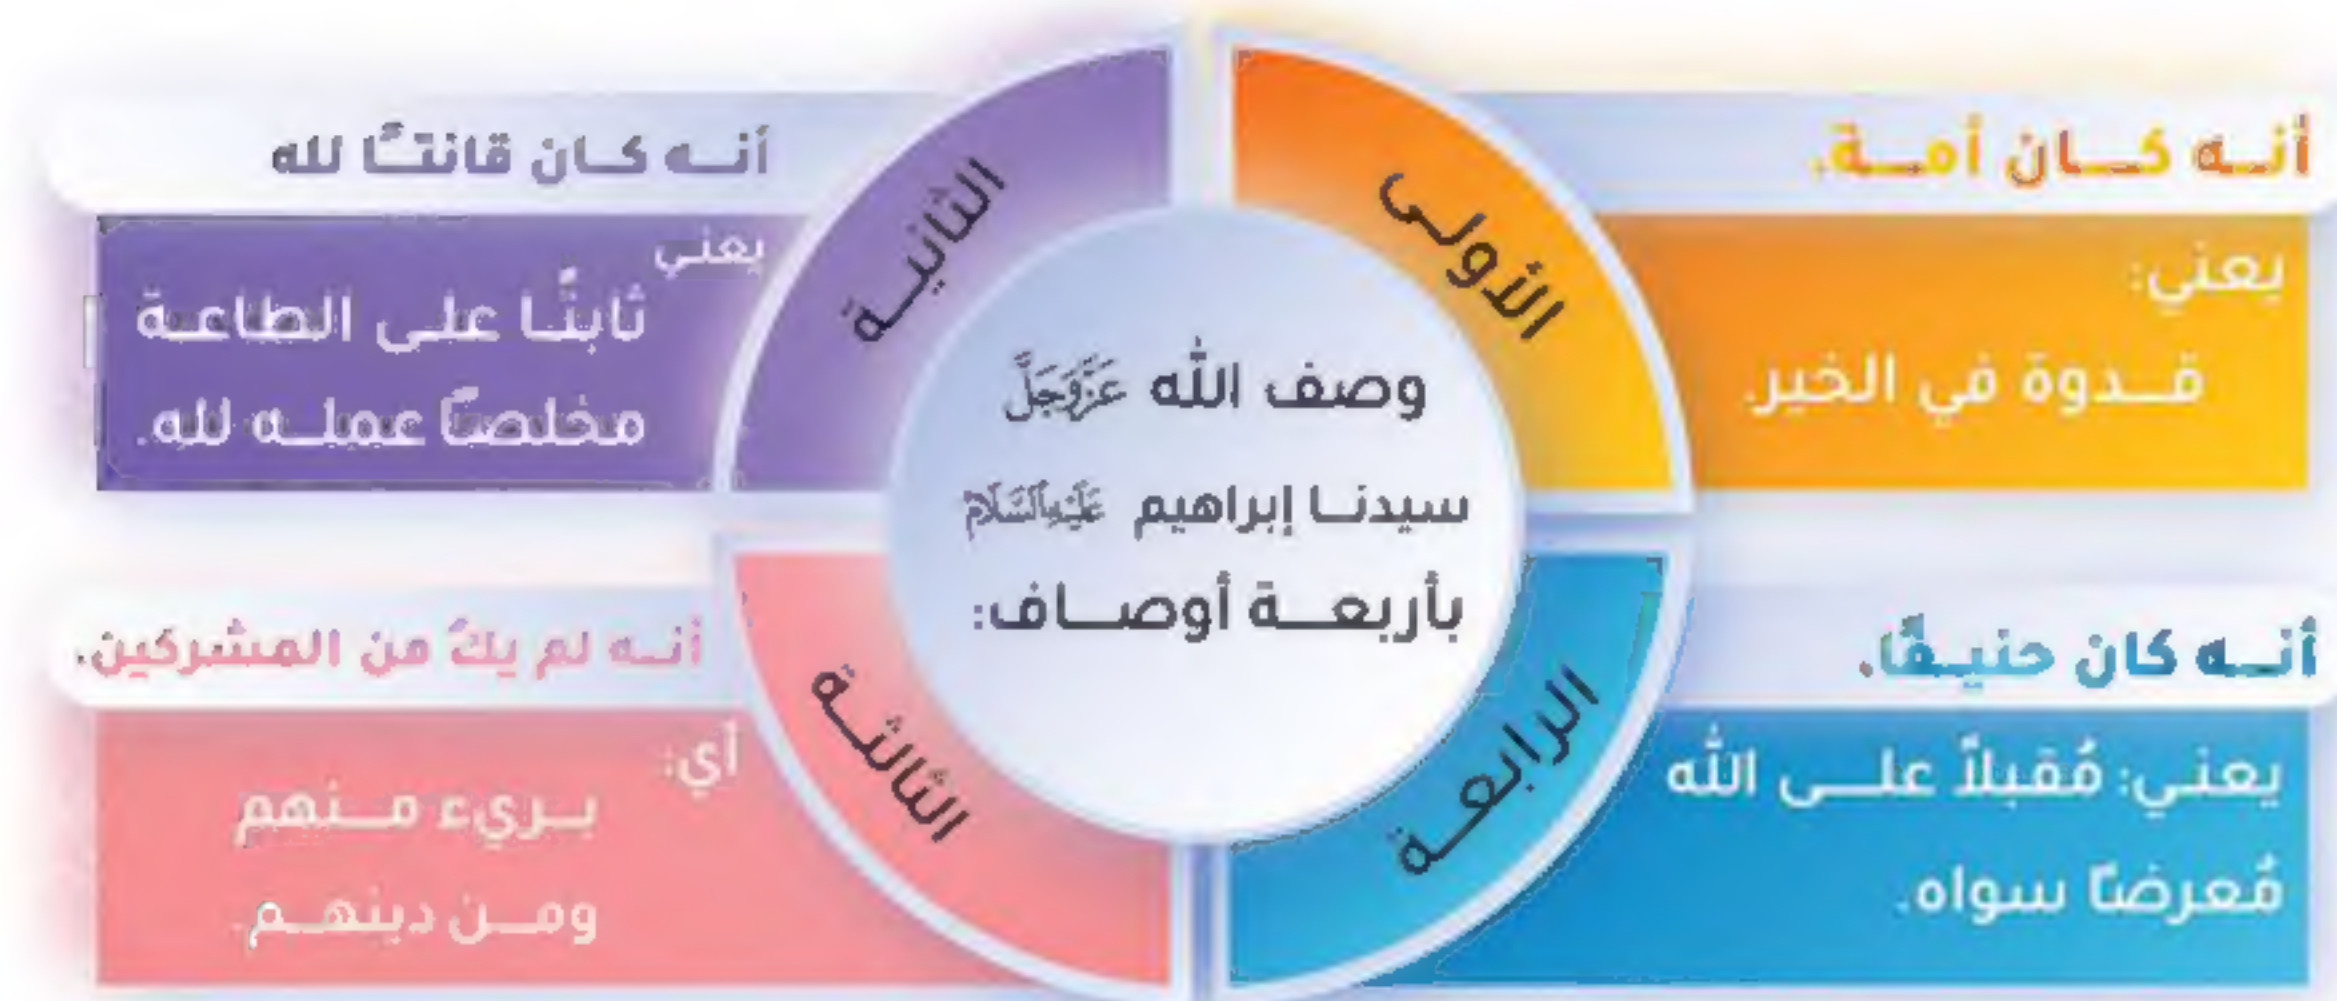 وصف الله عَزَّوَجَلَّ
سيدنا إبراهيم عَلَيْهِ السَّلَام
بأربعة أوصاف:
الأولى
أنه كان أمة.
يعني:
قدوة في الخير.
الثانية
أنه كان قانتًا لله
يعني
ثابتًا على الطاعة
مخلصًا عمله لله.
الثالثة
أنه لم يكُ من المشركين.
أي:
بريء منهم
ومن دينهم.
الرابعة
أنه كان حنيفًا.
يعني: مُقبلاً على الله
مُعرضًا سواه.